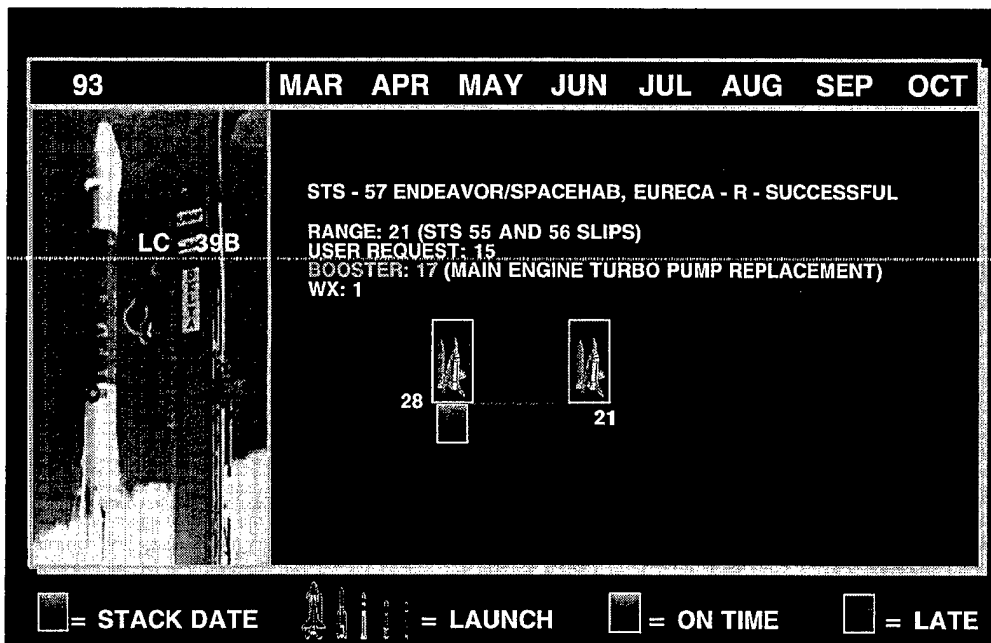 93
MAR APR MAY JUN JUL AUG SEP OCT
STS - 57 ENDEAVOR/SPACEHAB, EURECA - R - SUCCESSFUL
LC 39B
RANGE: 21 (STS 55 AND 56 SLIPS)
USER REQUEST: 15
BOOSTER: 17 (MAIN ENGINE TURBO PUMP REPLACEMENT)
WX: 1
28
21
= STACK DATE = LAUNCH = ON TIME = LATE